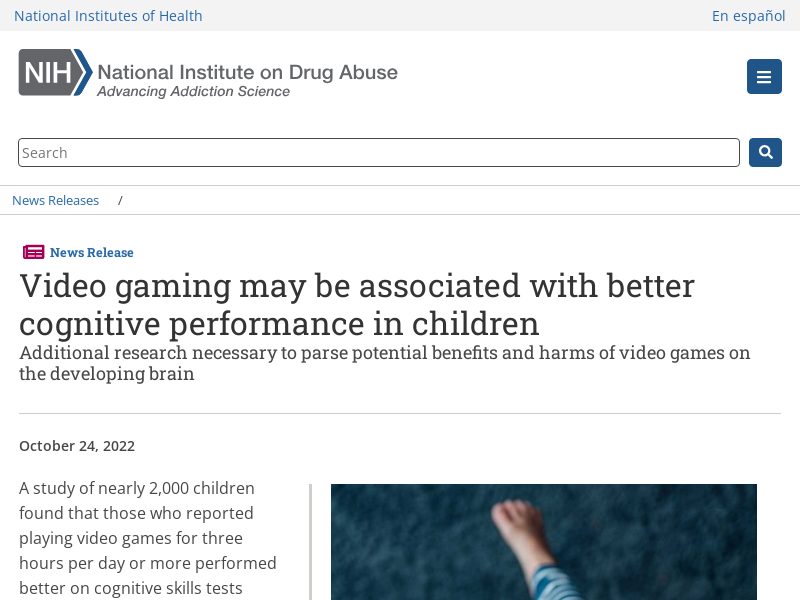 National Institutes of Health
En español
NIH National Institute on Drug Abuse
Advancing Addiction Science
Search
News Releases /
News Release
Video gaming may be associated with better
cognitive performance in children
Additional research necessary to parse potential benefits and harms of video games on
the developing brain
October 24, 2022
A study of nearly 2,000 children
found that those who reported
playing video games for three
hours per day or more performed
better on cognitive skills tests